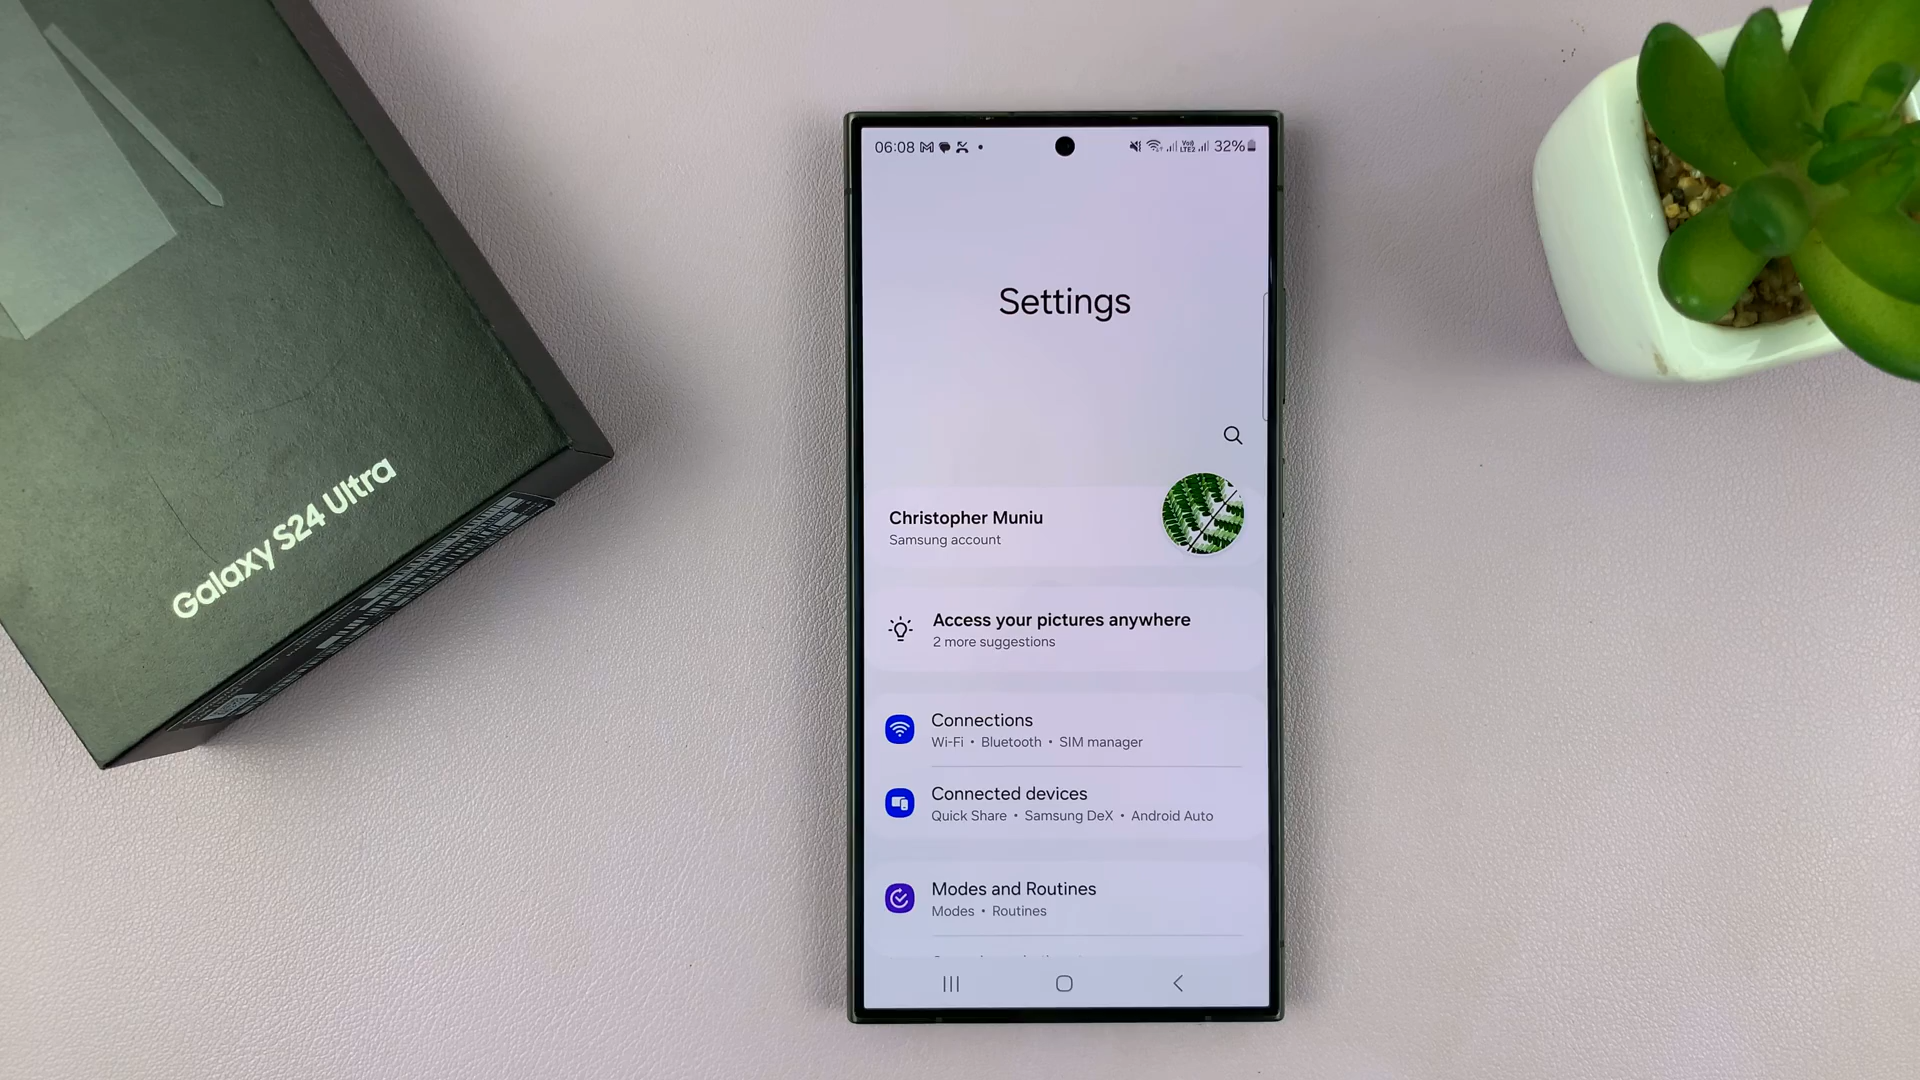 Galaxy S24 Ultra
06:08
32%
Settings
Christopher Muniu
Samsung account
Access your pictures anywhere
2 more suggestions
Connections
Wi-Fi • Bluetooth • SIM manager
Connected devices
Quick Share • Samsung DeX • Android Auto
Modes and Routines
Modes • Routines